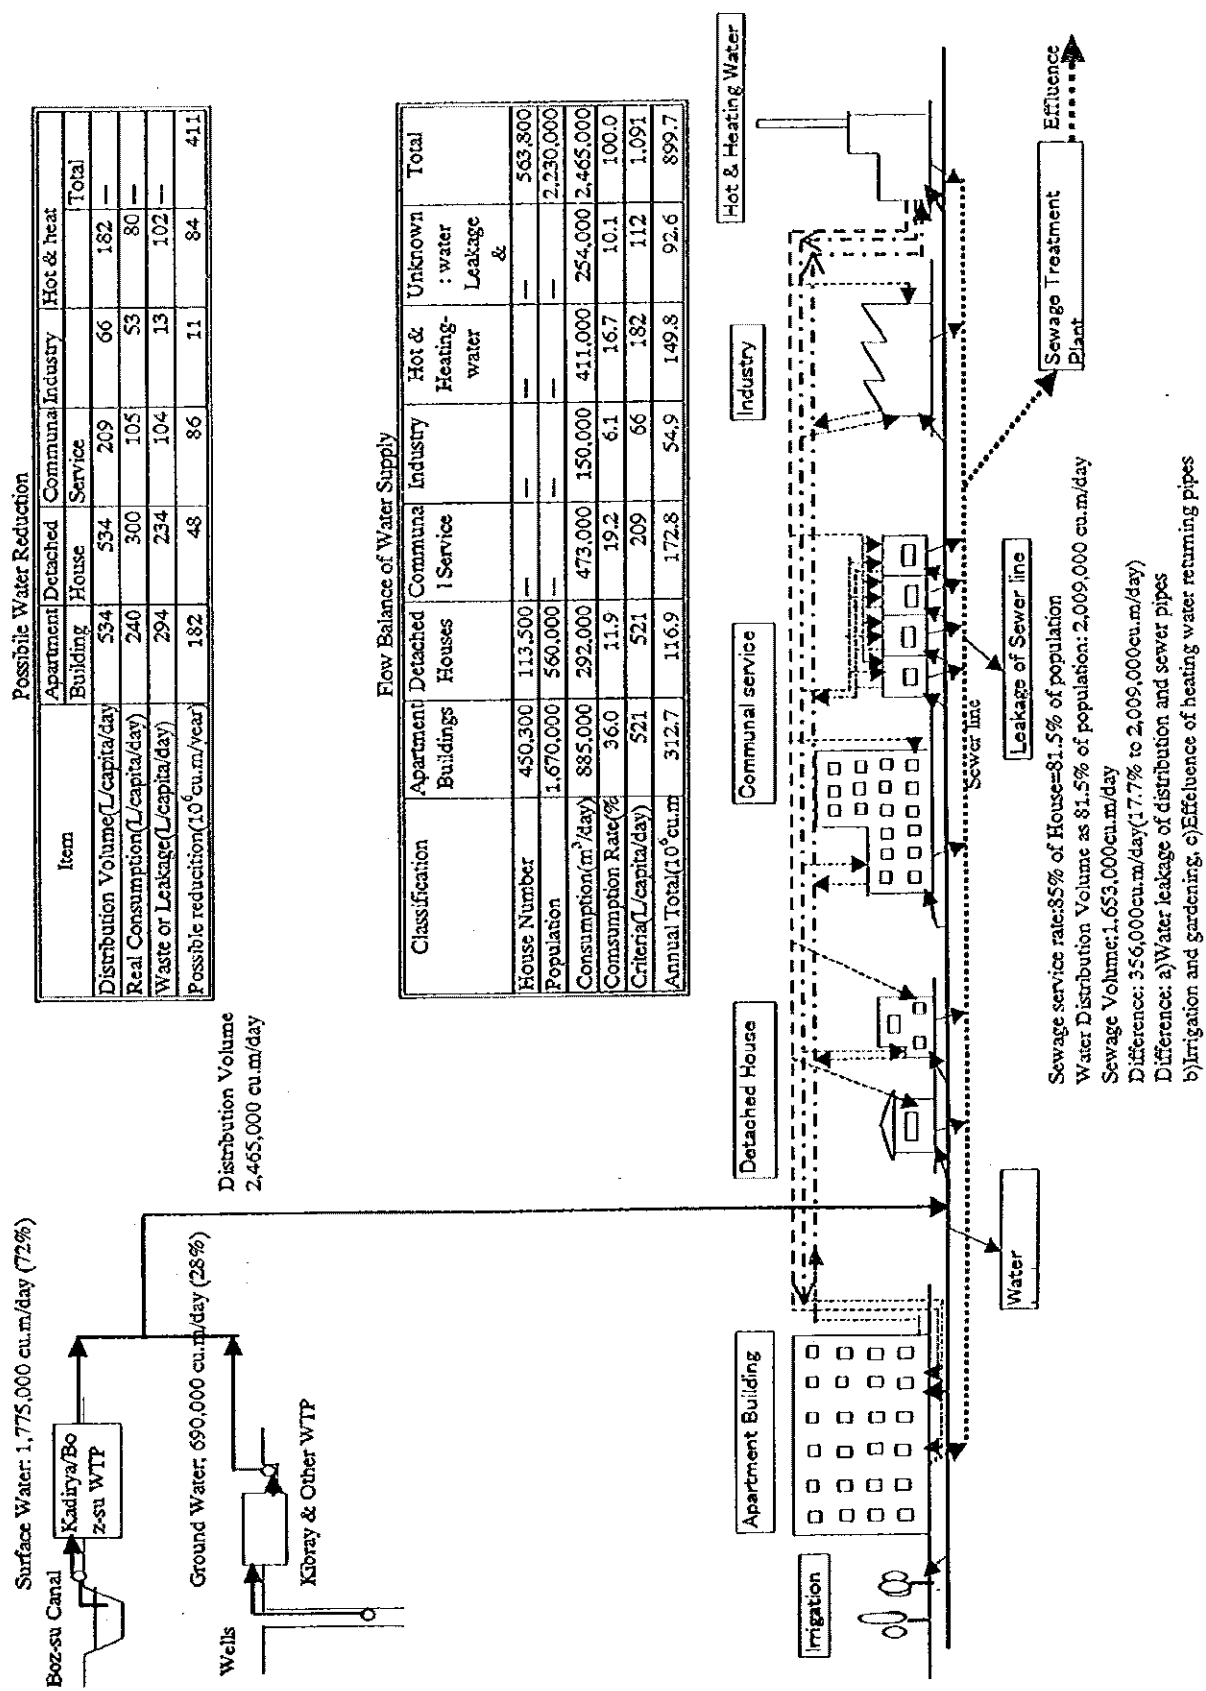 Surface Water: 1,775,000 cu.m/day (72%)
Boz-su Canal
Kadirya/Bo
z-su WTP
Ground Water; 690,000 cu.m/day (28%)
Wells
Kibray & Other WTP
Distribution Volume
2,465,000 cu.m/day
Possibile Water Reduction
Item | Apartment Building | Detached House | Communa Service | Industry | Hot & heat | Total
Distribution Volume(L/capita/day | 534 | 534 | 209 | 66 | 182 | —
Real Consumption(L/capita/day) | 240 | 300 | 105 | 53 | 80 | —
Waste or Leakage(L/capita/day) | 294 | 234 | 104 | 13 | 102 | —
Possible reduction(10⁶cu.m/year) | 182 | 48 | 86 | 11 | 84 | 411
Flow Balance of Water Supply
Classification | Apartment Buildings | Detached Houses | Communa l Service | Industry | Hot & Heating-water | Unknown : water Leakage & | Total
House Number | 450,300 | 113,500 | — | — | — | — | 563,800
Population | 1,670,000 | 560,000 | — | — | — | — | 2,230,000
Consumption(m³/day) | 885,000 | 292,000 | 473,000 | 150,000 | 411,000 | 254,000 | 2,465,000
Comsumption Rate(% | 36.0 | 11.9 | 19.2 | 6.1 | 16.7 | 10.1 | 100.0
Criteria(L/capita/day) | 521 | 521 | 209 | 66 | 182 | 112 | 1,091
Annual Total(10⁶cu.m | 312.7 | 116.9 | 172.8 | 54.9 | 149.8 | 92.6 | 899.7
Irrigation
Apartment Building
Detached House
Communal service
Industry
Hot & Heating Water
Water
Sewer line
Leakage of Sewer line
Sewage Treatment
Plant
Effluence
Sewage service rate:85% of House=81.5% of population
Water Distribution Volume as 81.5% of population: 2,009,000 cu.m/day
Sewage Volume:1,653,000cu.m/day
Difference: 356,000cu.m/day(17.7% to 2,009,000cu.m/day)
Difference: a)Water leakage of distribution and sewer pipes
b)Irrigation and gardening, c)Effeluence of heating water returning pipes